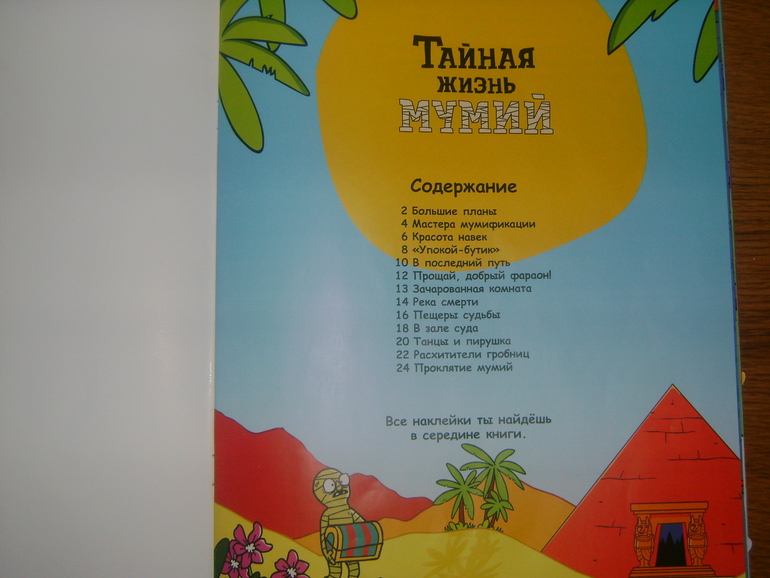 Тайная
жизнь
мумий
Содержание
2 Большие планы
4 Мастера мумификации
6 Красота навек
8 «Упокой-бутик»
10 В последний путь
12 Прощай, добрый фараон!
13 Зачарованная комната
14 Река смерти
16 Пещеры судьбы
18 В зале суда
20 Танцы и пирушка
22 Расхитители гробниц
24 Проклятие мумий
Все наклейки ты найдёшь
в середине книги.